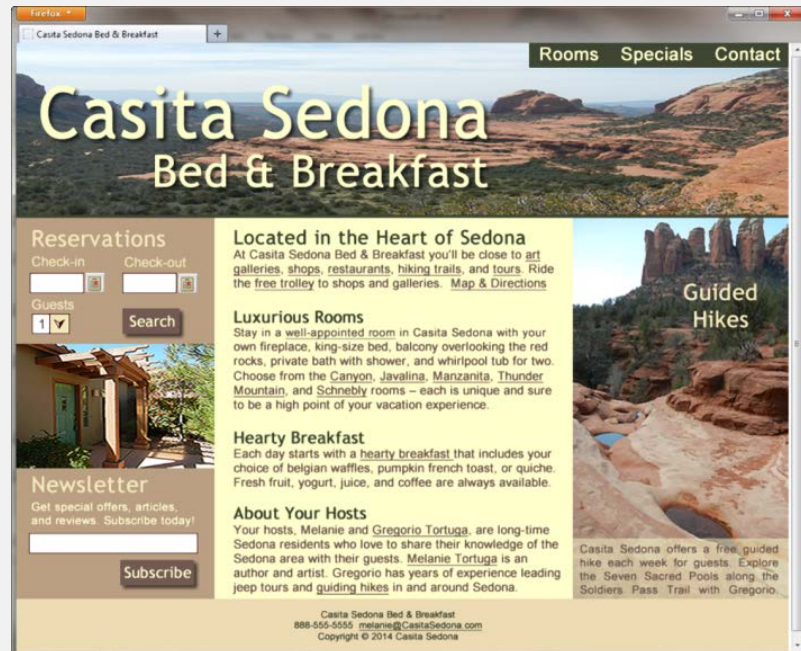 Firefox
Casita Sedona Bed & Breakfast
Rooms Specials Contact
Casita Sedona
Bed & Breakfast
Reservations
Check-in Check-out
Guests
1
Search
Newsletter
Get special offers, articles,
and reviews. Subscribe today!
Subscribe
Located in the Heart of Sedona
At Casita Sedona Bed & Breakfast you'll be close to art
galleries, shops, restaurants, hiking trails, and tours. Ride
the free trolley to shops and galleries. Map & Directions
Luxurious Rooms
Stay in a well-appointed room in Casita Sedona with your
own fireplace, king-size bed, balcony overlooking the red
rocks, private bath with shower, and whirlpool tub for two.
Choose from the Canyon, Javalina, Manzanita, Thunder
Mountain, and Schnebly rooms – each is unique and sure
to be a high point of your vacation experience.
Hearty Breakfast
Each day starts with a hearty breakfast that includes your
choice of belgian waffles, pumpkin french toast, or quiche.
Fresh fruit, yogurt, juice, and coffee are always available.
About Your Hosts
Your hosts, Melanie and Gregorio Tortuga, are long-time
Sedona residents who love to share their knowledge of the
Sedona area with their guests. Melanie Tortuga is an
author and artist. Gregorio has years of experience leading
jeep tours and guiding hikes in and around Sedona.
Guided
Hikes
Casita Sedona offers a free guided
hike each week for guests. Explore
the Seven Sacred Pools along the
Soldiers Pass Trail with Gregorio.
Casita Sedona Bed & Breakfast
888-555-5555 melanie@CasitaSedona.com
Copyright © 2014 Casita Sedona